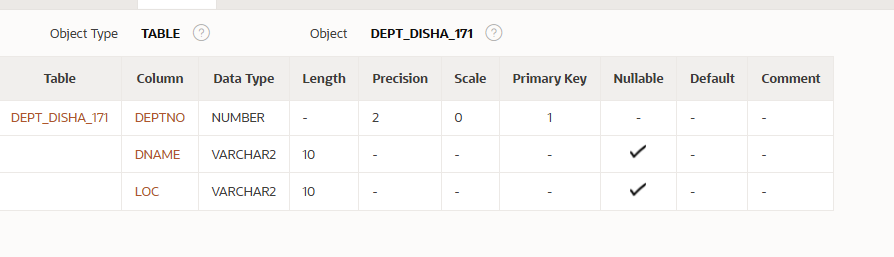 Object Type TABLE ? Object DEPT_DISHA_171 ?
Table Column Data Type Length Precision Scale Primary Key Nullable Default Comment
DEPT_DISHA_171 DEPTNO NUMBER - 2 0 1 - - -
DNAME VARCHAR2 10 - - - ✓ - -
LOC VARCHAR2 10 - - - ✓ - -